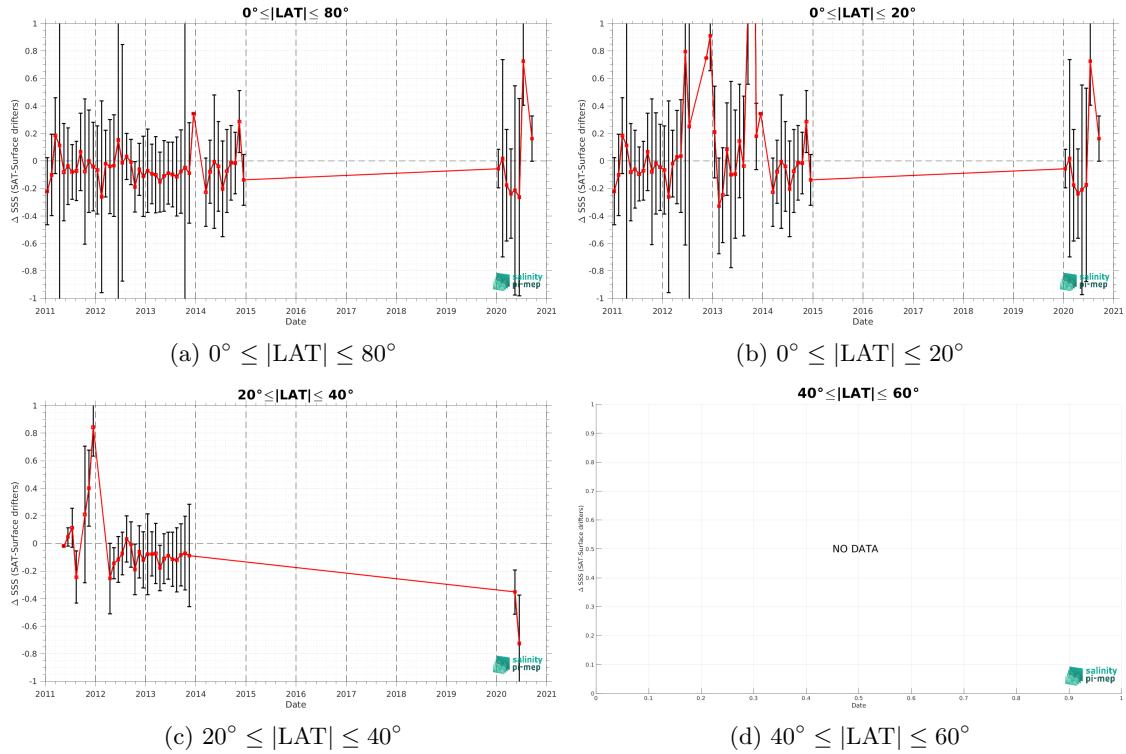 0°≤|LAT|≤ 80°
Δ SSS (SAT-Surface drifters)
1
0.8
0.6
0.4
0.2
0
-0.2
-0.4
-0.6
-0.8
-1
2011 2012 2013 2014 2015 2016 2017 2018 2019 2020 2021
Date
salinity
pi-mep
(a) 0° ≤ |LAT| ≤ 80°
0°≤|LAT|≤ 20°
Δ SSS (SAT-Surface drifters)
1
0.8
0.6
0.4
0.2
0
-0.2
-0.4
-0.6
-0.8
-1
2011 2012 2013 2014 2015 2016 2017 2018 2019 2020 2021
Date
salinity
pi-mep
(b) 0° ≤ |LAT| ≤ 20°
20°≤|LAT|≤ 40°
Δ SSS (SAT-Surface drifters)
1
0.8
0.6
0.4
0.2
0
-0.2
-0.4
-0.6
-0.8
-1
2011 2012 2013 2014 2015 2016 2017 2018 2019 2020 2021
Date
salinity
pi-mep
(c) 20° ≤ |LAT| ≤ 40°
40°≤|LAT|≤ 60°
Δ SSS (SAT-Surface drifters)
1
0.9
0.8
0.7
0.6
0.5
0.4
0.3
0.2
0.1
0
NO DATA
0 0.1 0.2 0.3 0.4 0.5 0.6 0.7 0.8 0.9 1
Date
salinity
pi-mep
(d) 40° ≤ |LAT| ≤ 60°